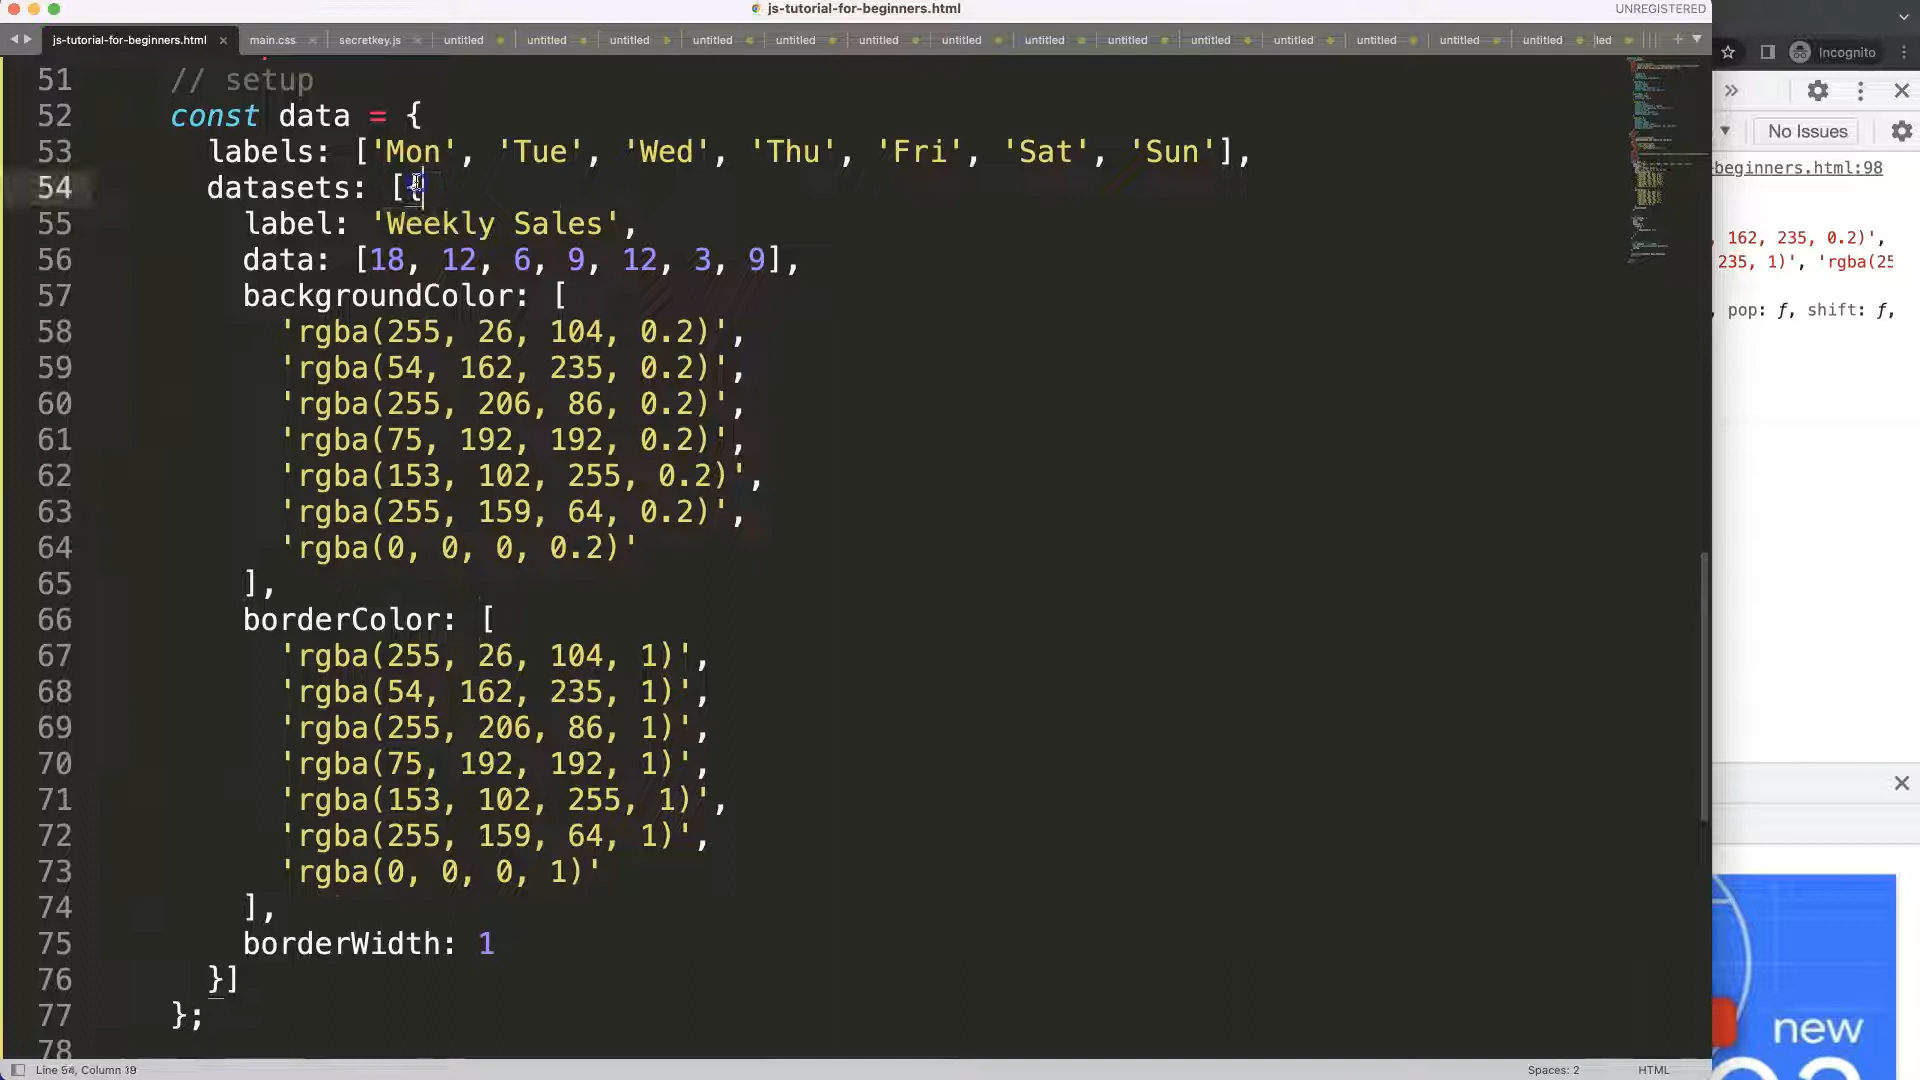 js-tutorial-for-beginners.html
UNREGISTERED
js-tutorial-for-beginners.html main.css secretkey.js untitled untitled untitled untitled untitled untitled untitled untitled untitled untitled untitled untitled untitled untitled led
Incognito
51 // setup
52 const data = {
53 labels: ['Mon', 'Tue', 'Wed', 'Thu', 'Fri', 'Sat', 'Sun'],
54 datasets: [{
55 label: 'Weekly Sales',
56 data: [18, 12, 6, 9, 12, 3, 9],
57 backgroundColor: [
58 'rgba(255, 26, 104, 0.2)',
59 'rgba(54, 162, 235, 0.2)',
60 'rgba(255, 206, 86, 0.2)',
61 'rgba(75, 192, 192, 0.2)',
62 'rgba(153, 102, 255, 0.2)',
63 'rgba(255, 159, 64, 0.2)',
64 'rgba(0, 0, 0, 0.2)'
65 ],
66 borderColor: [
67 'rgba(255, 26, 104, 1)',
68 'rgba(54, 162, 235, 1)',
69 'rgba(255, 206, 86, 1)',
70 'rgba(75, 192, 192, 1)',
71 'rgba(153, 102, 255, 1)',
72 'rgba(255, 159, 64, 1)',
73 'rgba(0, 0, 0, 1)'
74 ],
75 borderWidth: 1
76 }]
77 };
78
No Issues
beginners.html:98
, 162, 235, 0.2)',
235, 1)', 'rgba(25
, pop: ƒ, shift: ƒ,
new
Line 54, Column 19
Spaces: 2
HTML